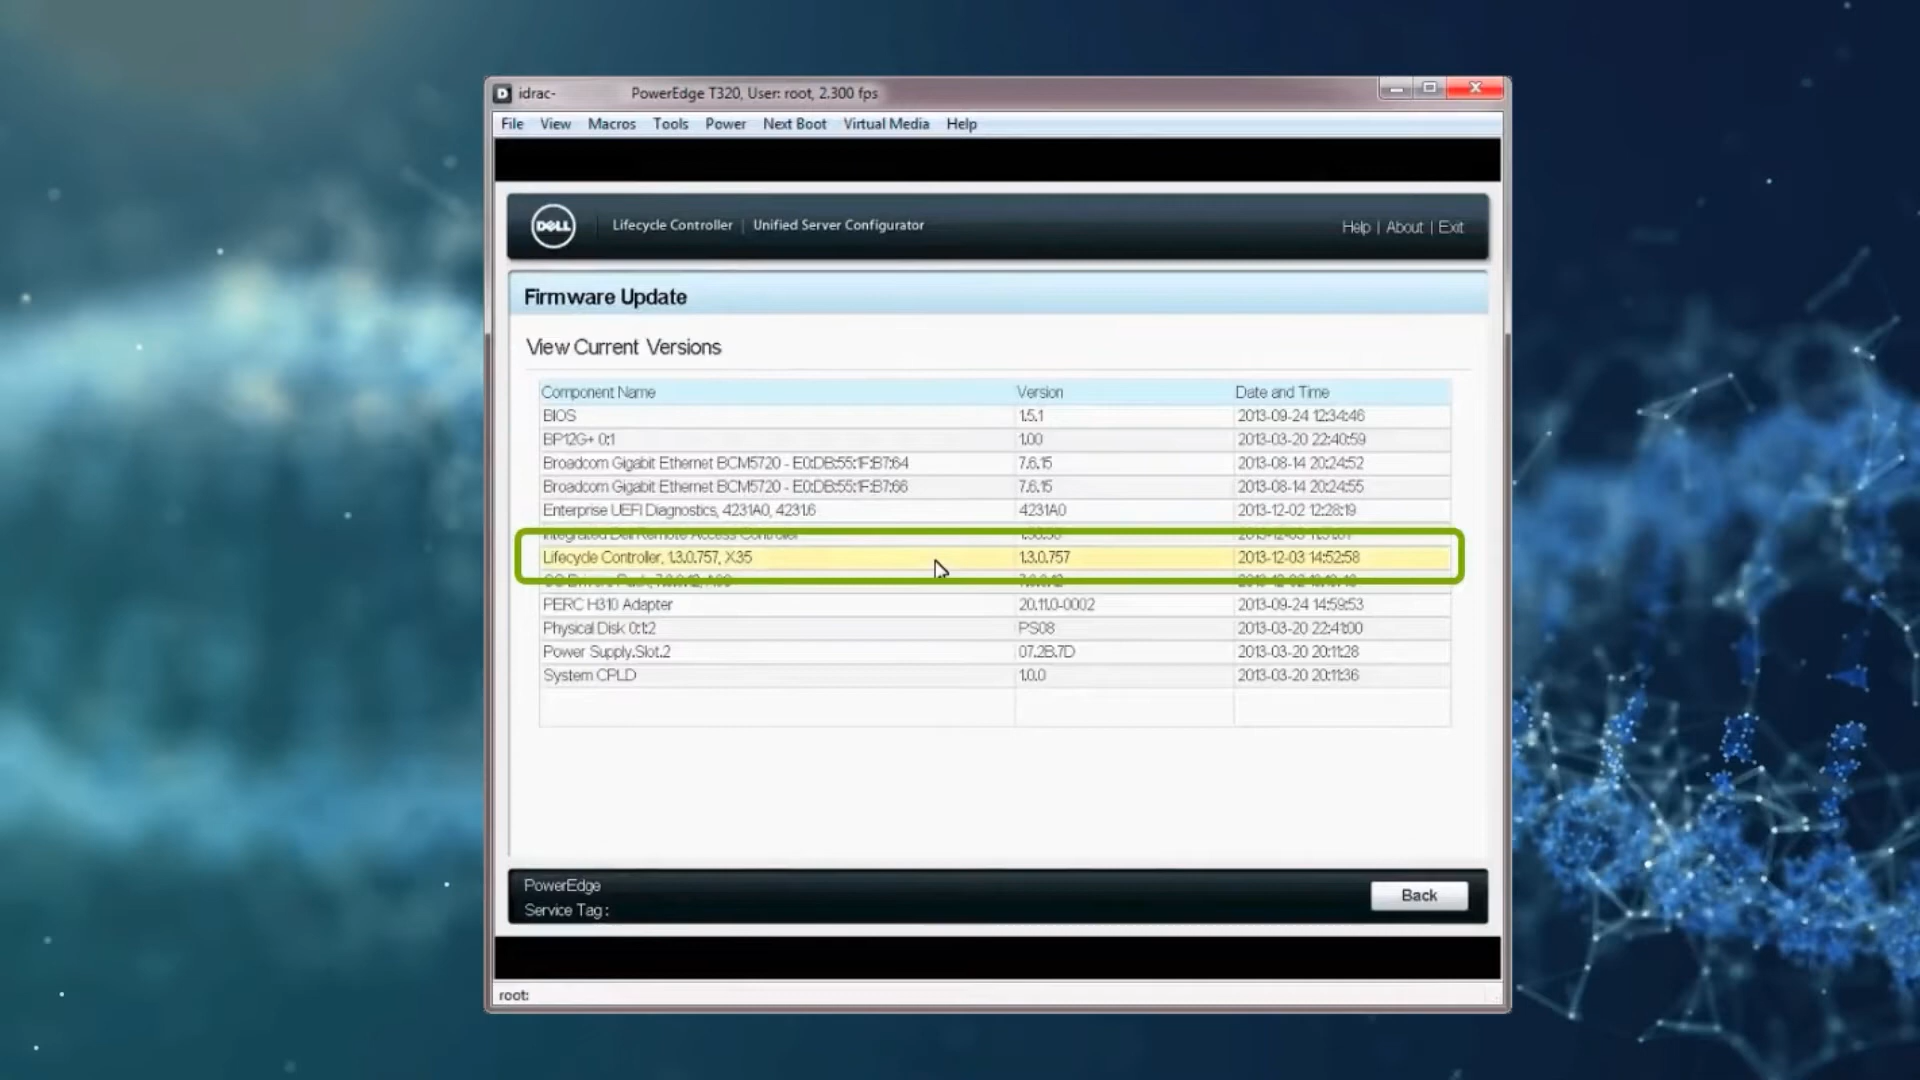 idrac- PowerEdge T320, User: root, 2.300 fps
File View Macros Tools Power Next Boot Virtual Media Help
DELL Lifecycle Controller | Unified Server Configurator Help | About | Exit
Firmware Update
View Current Versions
Component Name Version Date and Time
BIOS 1.5.1 2013-09-24 12:34:46
BP12G+ 0:1 1.00 2013-03-20 22:40:59
Broadcom Gigabit Ethernet BCM5720 - E0:DB:55:1F:B7:64 7.6.15 2013-08-14 20:24:52
Broadcom Gigabit Ethernet BCM5720 - E0:DB:55:1F:B7:66 7.6.15 2013-08-14 20:24:55
Enterprise UEFI Diagnostics, 4231A0, 4231.6 4231A0 2013-12-02 12:28:19
Integrated Dell Remote Access Controller
Lifecycle Controller, 1.3.0.757, X35 1.3.0.757 2013-12-03 14:52:58
PERC H310 Adapter 20.11.0-0002 2013-09-24 14:59:53
Physical Disk 0:1:2 PS08 2013-03-20 22:41:00
Power Supply.Slot.2 07.2B.7D 2013-03-20 20:11:28
System CPLD 1.0.0 2013-03-20 20:11:36
PowerEdge
Service Tag :
Back
root: